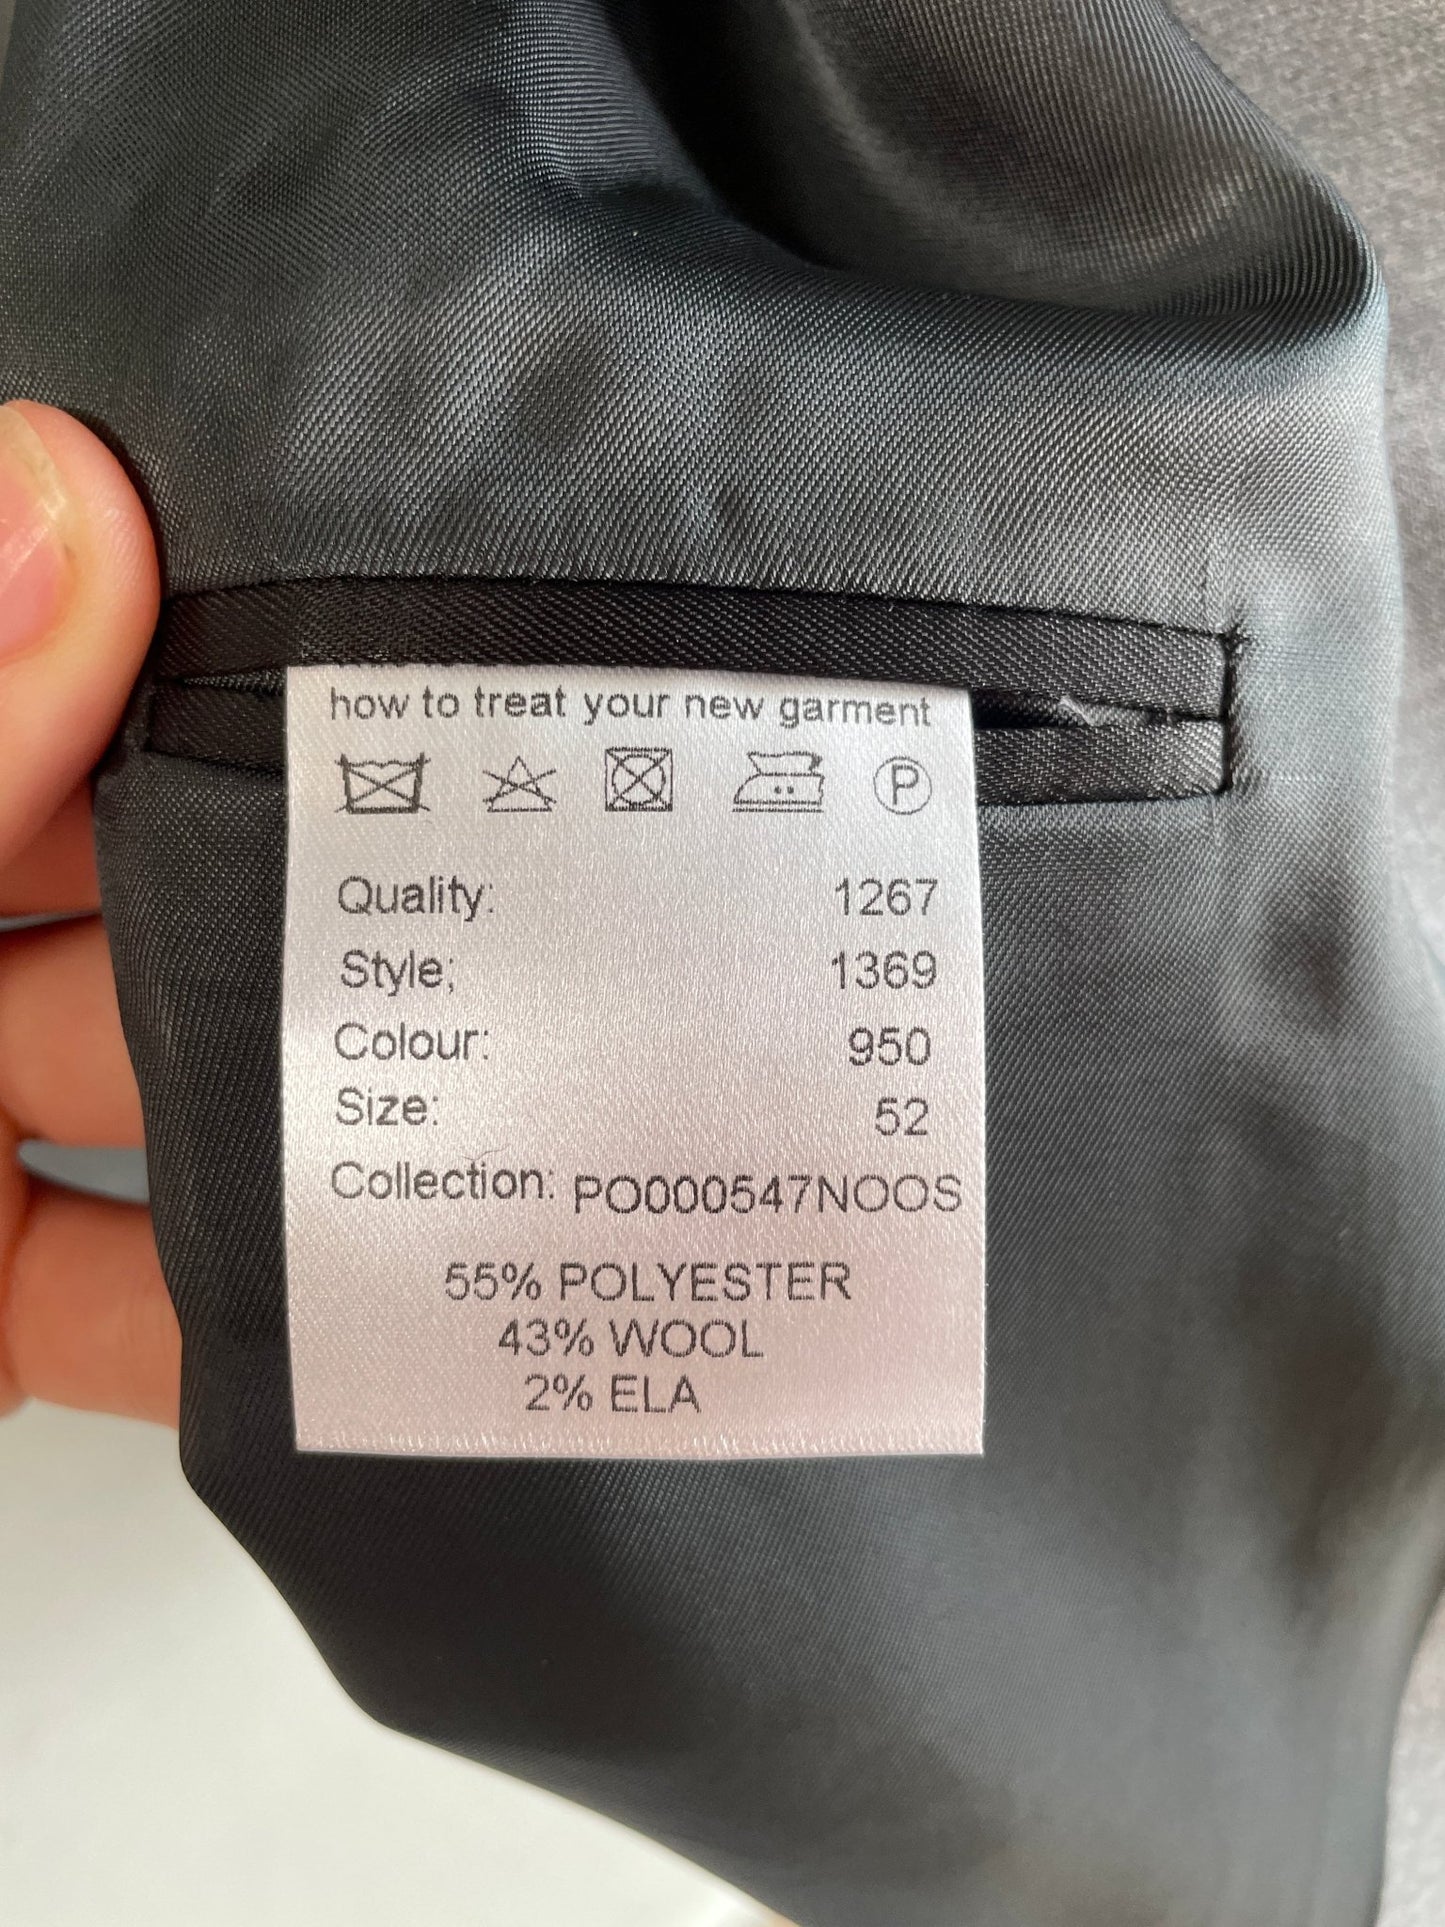 how to treat your new garment
P
Quality: 1267
Style; 1369
Colour: 950
Size: 52
Collection: PO000547NOOS
55% POLYESTER
43% WOOL
2% ELA